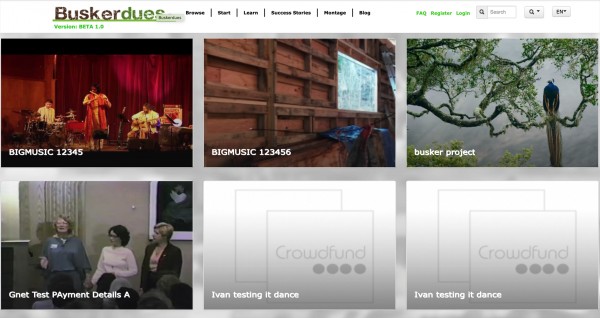 Buskerdues
Buskerdues
Version: BETA 1.0
Browse | Start | Learn | Success Stories | Montage | Blog
FAQ Register Login
Search
EN
BIGMUSIC 12345
BIGMUSIC 123456
busker project
Gnet Test PAyment Details A
Crowdfund
Ivan testing it dance
Crowdfund
Ivan testing it dance